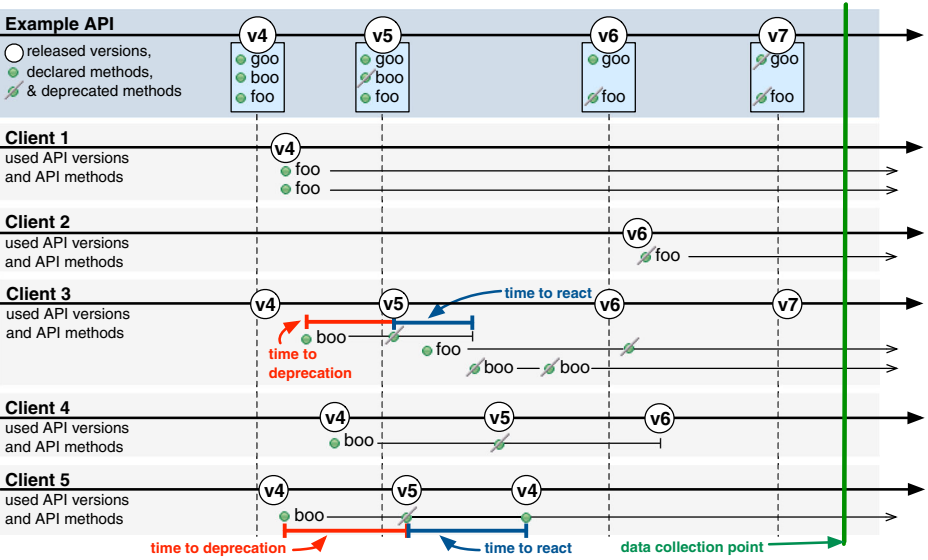 Example API
released versions,
declared methods,
& deprecated methods
v4
goo
boo
foo
v5
goo
boo
foo
v6
goo
foo
v7
goo
foo
Client 1
used API versions
and API methods
v4
foo
foo
Client 2
used API versions
and API methods
v6
foo
Client 3
used API versions
and API methods
v4
v5
time to react
v6
v7
boo
time to
deprecation
foo
boo
boo
Client 4
used API versions
and API methods
v4
v5
v6
boo
Client 5
used API versions
and API methods
v4
v5
v4
boo
time to deprecation
time to react
data collection point